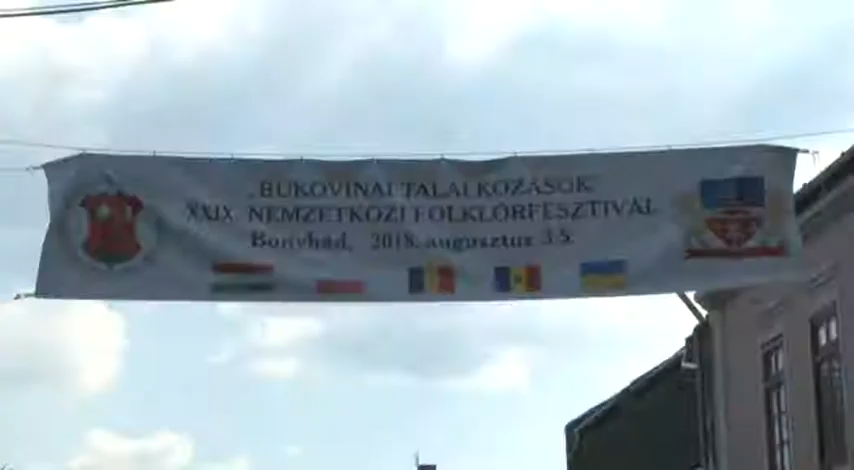 „BUKOVINAI TALÁLKOZÁSOK”
XXIX. NEMZETKÖZI FOLKLÓRFESZTIVÁL
Bonyhád, 2018. augusztus 3-5.